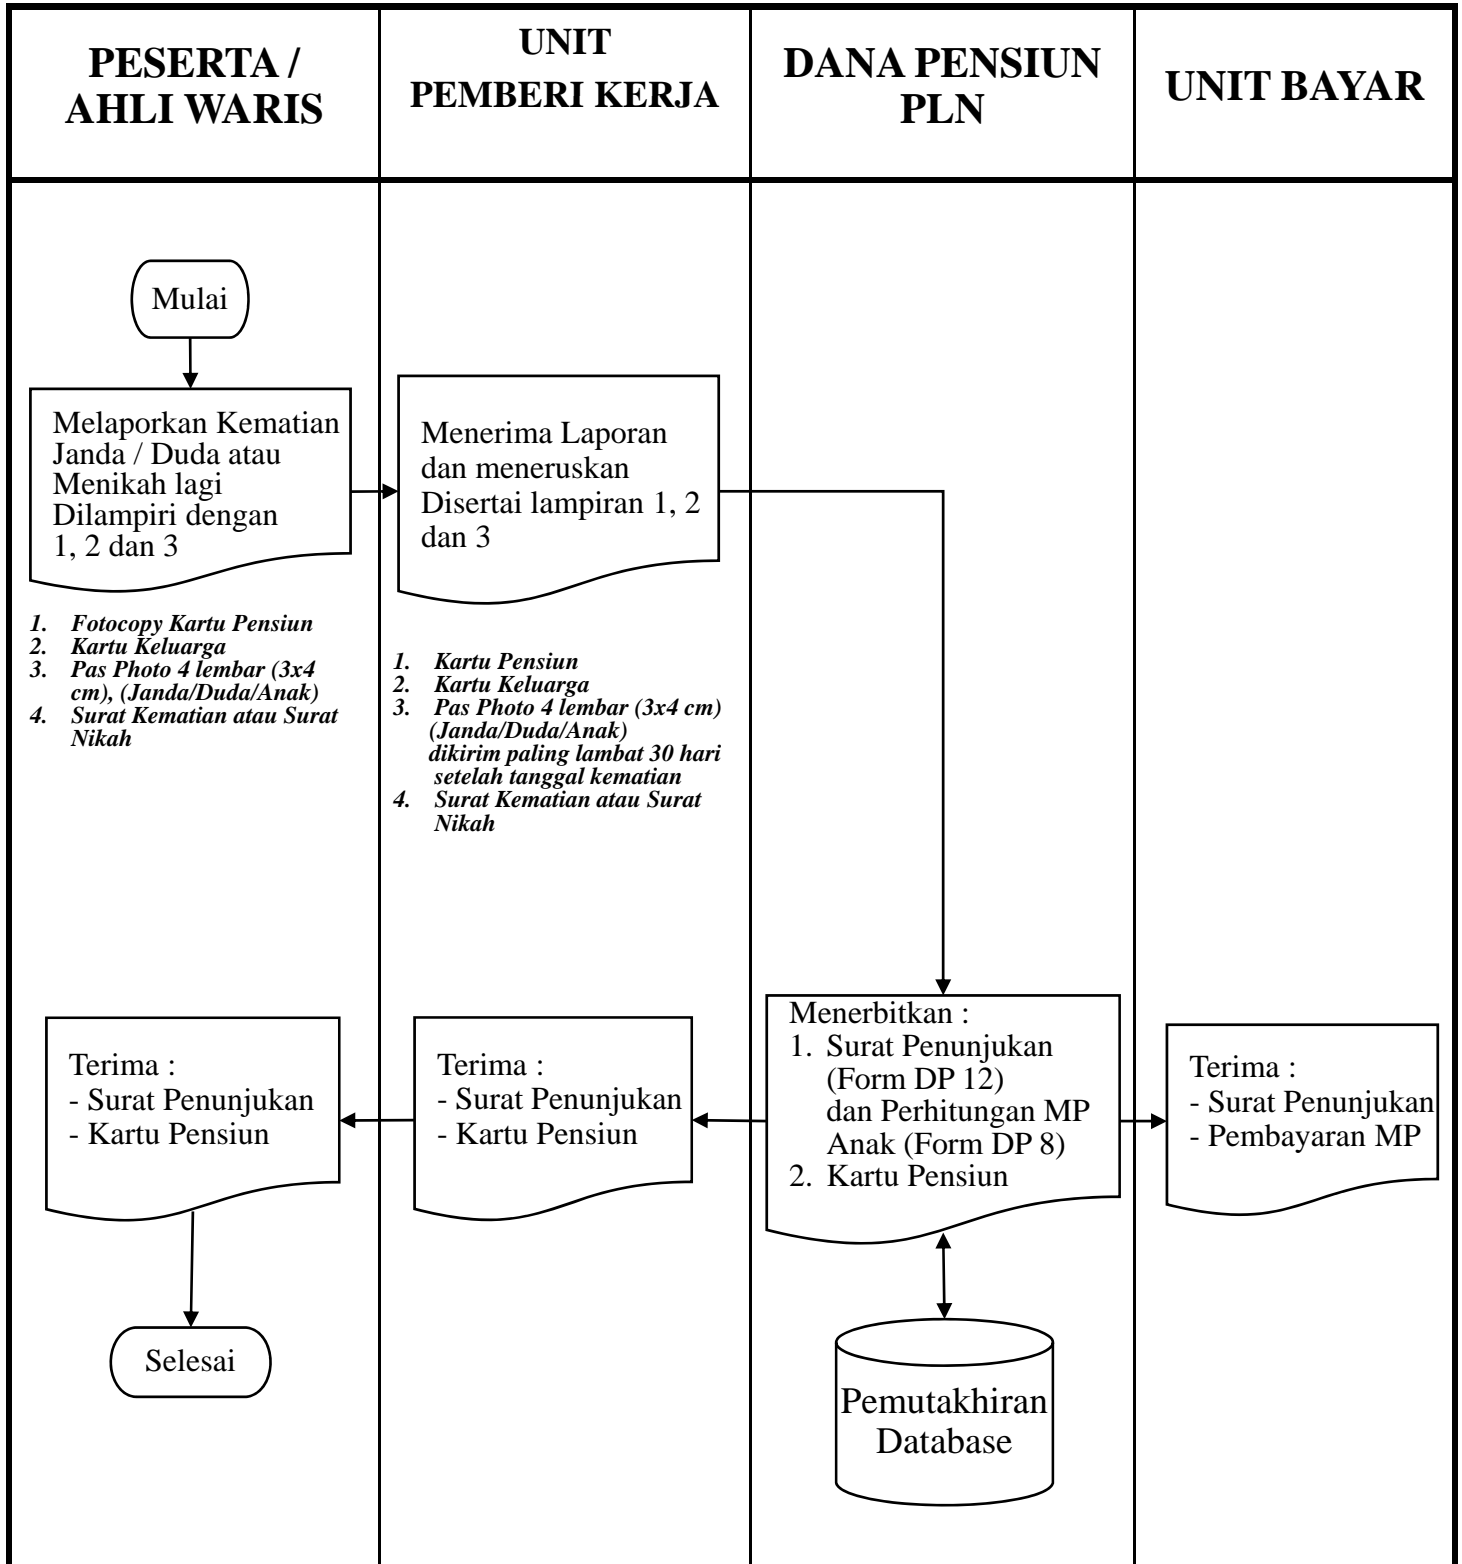 PESERTA /
AHLI WARIS
UNIT
PEMBERI KERJA
DANA PENSIUN
PLN
UNIT BAYAR
Mulai
Melaporkan Kematian
Janda / Duda atau
Menikah lagi
Dilampiri dengan
1, 2 dan 3
1. Fotocopy Kartu Pensiun
2. Kartu Keluarga
3. Pas Photo 4 lembar (3x4
cm), (Janda/Duda/Anak)
4. Surat Kematian atau Surat
Nikah
Menerima Laporan
dan meneruskan
Disertai lampiran 1, 2
dan 3
1. Kartu Pensiun
2. Kartu Keluarga
3. Pas Photo 4 lembar (3x4 cm)
(Janda/Duda/Anak)
dikirim paling lambat 30 hari
setelah tanggal kematian
4. Surat Kematian atau Surat
Nikah
Menerbitkan :
1. Surat Penunjukan
(Form DP 12)
dan Perhitungan MP
Anak (Form DP 8)
2. Kartu Pensiun
Terima :
- Surat Penunjukan
- Kartu Pensiun
Terima :
- Surat Penunjukan
- Kartu Pensiun
Terima :
- Surat Penunjukan
- Pembayaran MP
Selesai
Pemutakhiran
Database